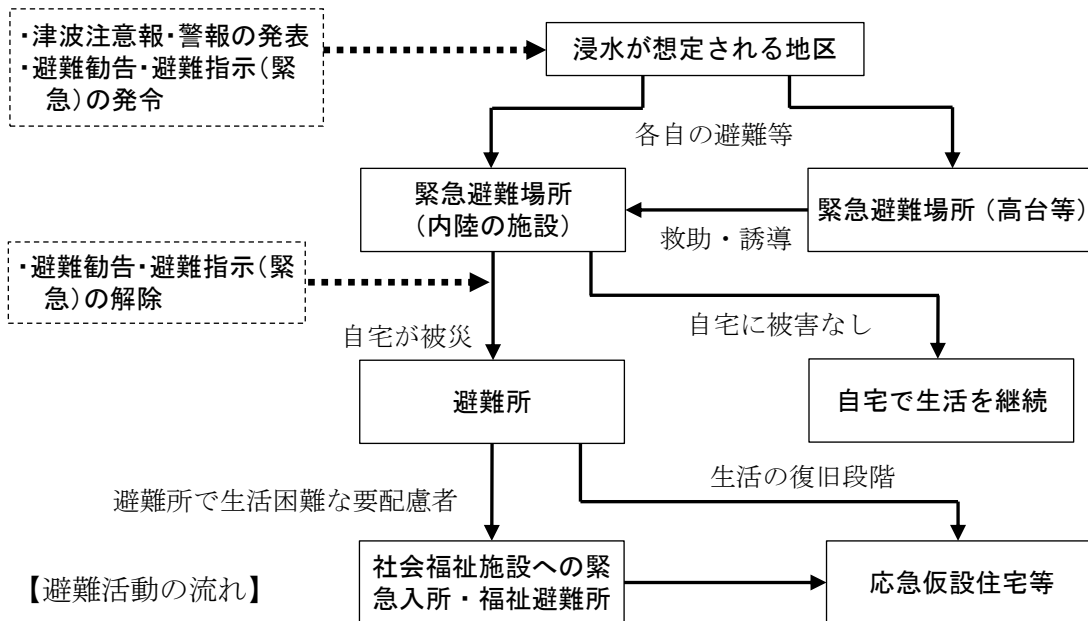 ・津波注意報・警報の発表
・避難勧告・避難指示(緊
急)の発令
浸水が想定される地区
各自の避難等
緊急避難場所
(内陸の施設)
緊急避難場所(高台等)
救助・誘導
・避難勧告・避難指示(緊
急)の解除
自宅が被災
自宅に被害なし
避難所
自宅で生活を継続
避難所で生活困難な要配慮者
生活の復旧段階
社会福祉施設への緊
急入所・福祉避難所
応急仮設住宅等
【避難活動の流れ】